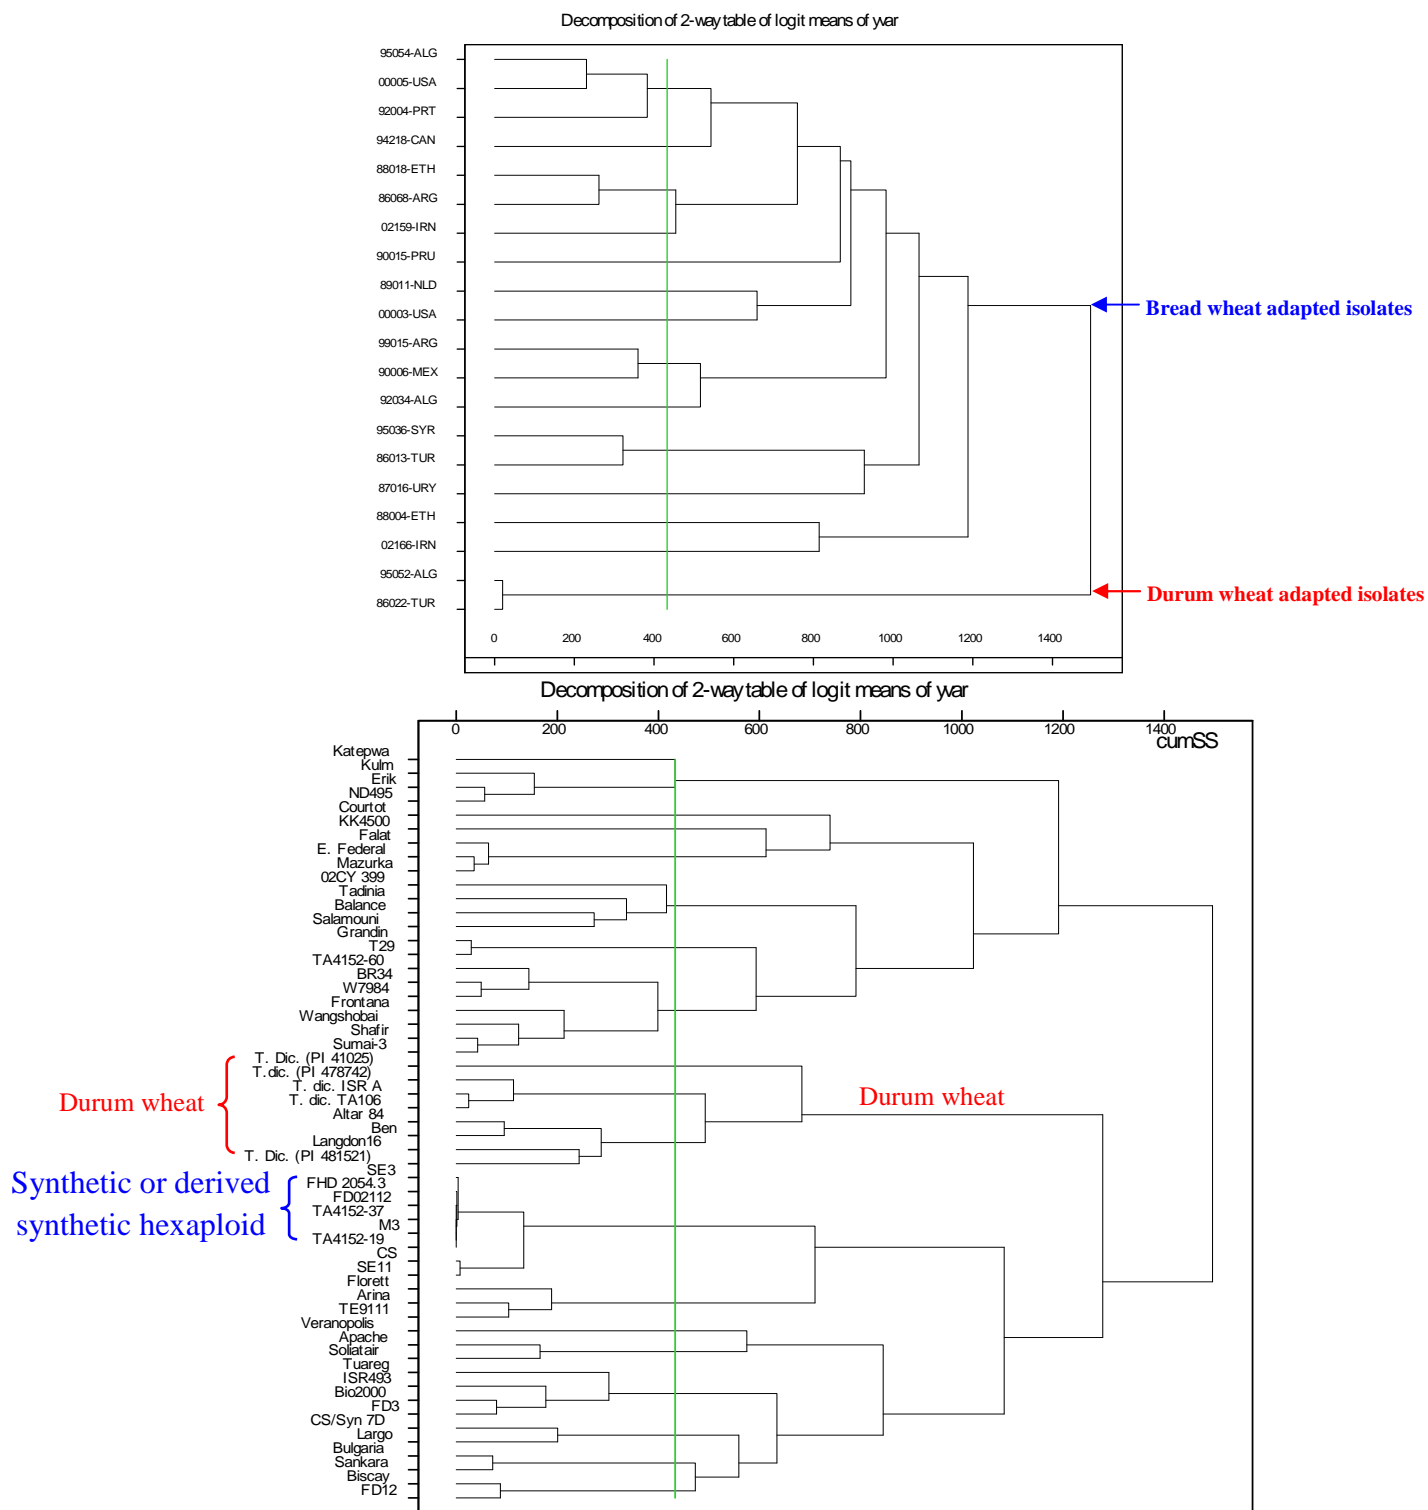 Decomposition of 2-way table of logit means of yvar
95054-ALG
00005-USA
92004-PRT
94218-CAN
88018-ETH
86068-ARG
02159-IRN
90015-PRU
89011-NLD
00003-USA
99015-ARG
90006-MEX
92034-ALG
95036-SYR
86013-TUR
87016-URY
88004-ETH
02166-IRN
95052-ALG
86022-TUR
Bread wheat adapted isolates
Durum wheat adapted isolates
0 200 400 600 800 1000 1200 1400
Decomposition of 2-way table of logit means of yvar
0 200 400 600 800 1000 1200 1400
cumSS
Katepwa
Kulm
Erik
ND495
Courtot
KK4500
Falat
E. Federal
Mazurka
02CY 399
Tadinia
Balance
Salamouni
Grandin
T29
TA4152-60
BR34
W7984
Frontana
Wangshobai
Shafir
Sumai-3
T. Dic. (PI 41025)
T.dic. (PI 478742)
T. dic. ISR A
T. dic. TA106
Altar 84
Ben
Langdon16
T. Dic. (PI 481521)
SE3
FHD 2054.3
FD02112
TA4152-37
M3
TA4152-19
CS
SE11
Florett
Arina
TE9111
Veranopolis
Apache
Soliatair
Tuareg
ISR493
Bio2000
FD3
CS/Syn 7D
Largo
Bulgaria
Sankara
Biscay
FD12
Durum wheat
Durum wheat
Synthetic or derived
synthetic hexaploid